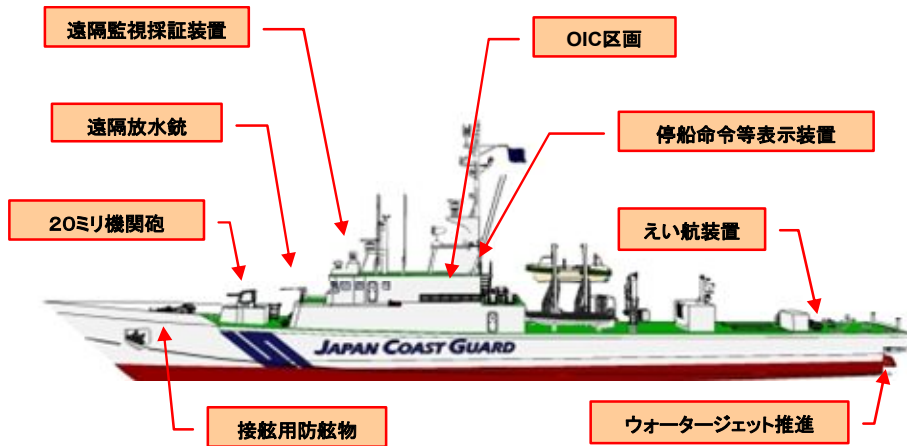 遠隔監視採証装置
OIC区画
遠隔放水銃
停船命令等表示装置
20ミリ機関砲
えい航装置
JAPAN COAST GUARD
接舷用防舷物
ウォータージェット推進